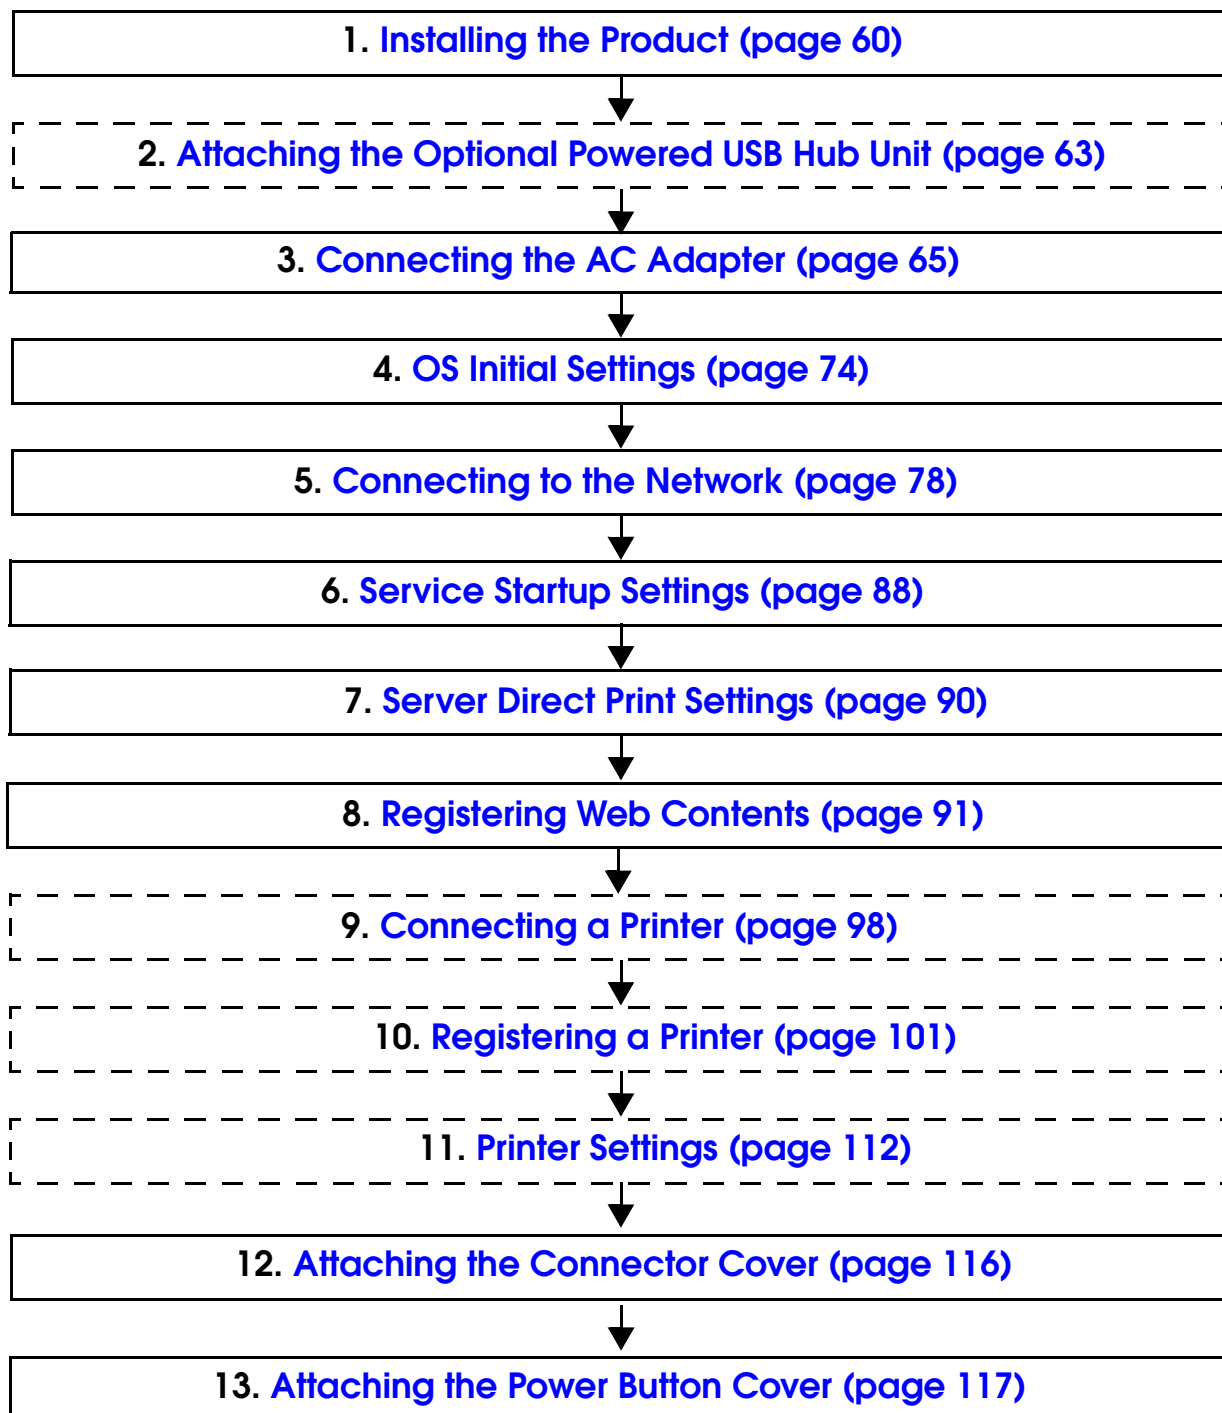 1. Installing the Product (page 60)
2. Attaching the Optional Powered USB Hub Unit (page 63)
3. Connecting the AC Adapter (page 65)
4. OS Initial Settings (page 74)
5. Connecting to the Network (page 78)
6. Service Startup Settings (page 88)
7. Server Direct Print Settings (page 90)
8. Registering Web Contents (page 91)
9. Connecting a Printer (page 98)
10. Registering a Printer (page 101)
11. Printer Settings (page 112)
12. Attaching the Connector Cover (page 116)
13. Attaching the Power Button Cover (page 117)